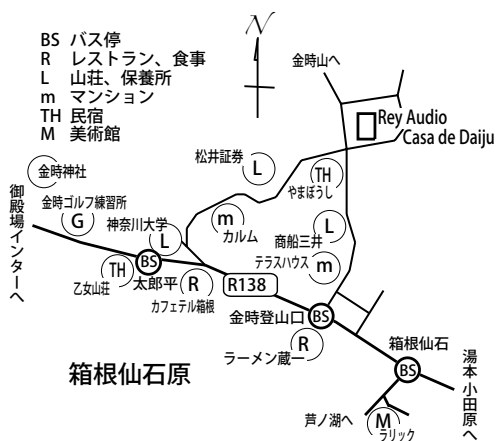 BS バス停
R レストラン、食事
L 山荘、保養所
m マンション
TH 民宿
M 美術館
N
金時山へ
Rey Audio
Casa de Daiju
松井証券
L
TH
やまぼうし
金時神社
金時ゴルフ練習所
G
神奈川大学
L
m
カルム
商船三井
L
テラスハウス
m
御殿場インターへ
BS
太郎平
TH
乙女山荘
R
カフェテル箱根
R138
金時登山口
BS
R
ラーメン蔵一
箱根仙石
BS
箱根仙石原
芦ノ湖へ
M
ラリック
湯本小田原へ